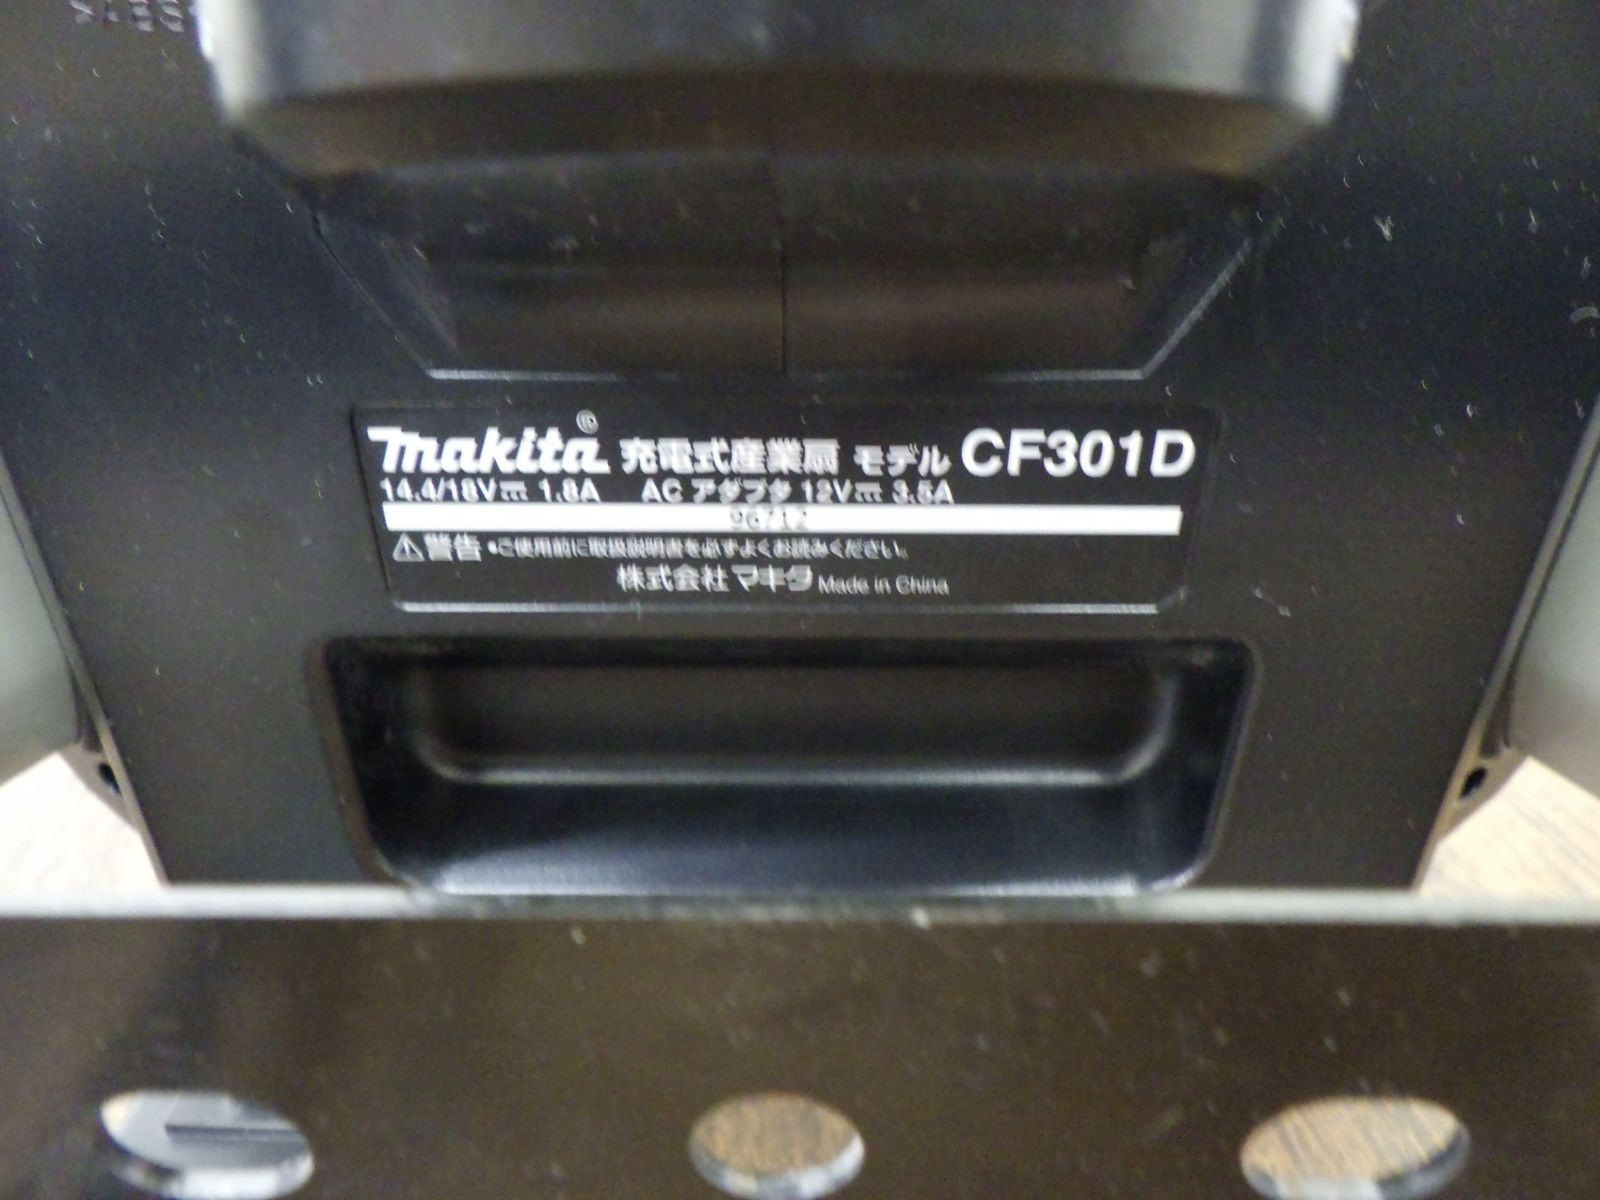 makita® 充電式産業扇 モデル CF301D
14.4/18V⎓ 1.8A AC アダプタ 12V⎓ 3.5A
96712
⚠警告 •ご使用前に取扱説明書を必ずよくお読みください。
株式会社マキタ Made in China